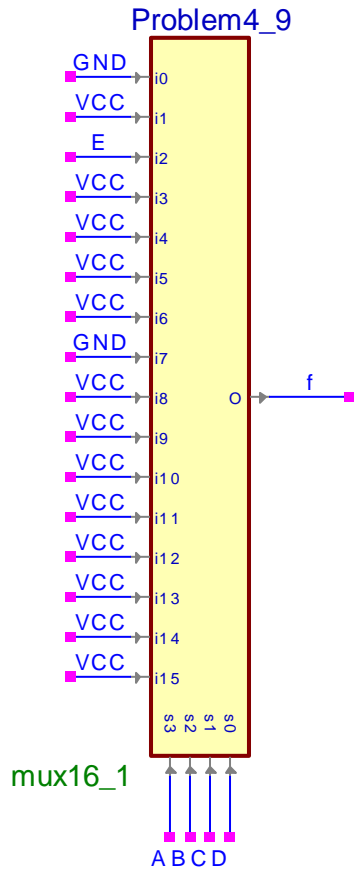 Problem4_9
GND
i0
VCC
i1
E
i2
VCC
i3
VCC
i4
VCC
i5
VCC
i6
GND
i7
VCC
i8
O
f
VCC
i9
VCC
i10
VCC
i11
VCC
i12
VCC
i13
VCC
i14
VCC
i15
s3 s2 s1 s0
mux16_1
A B C D